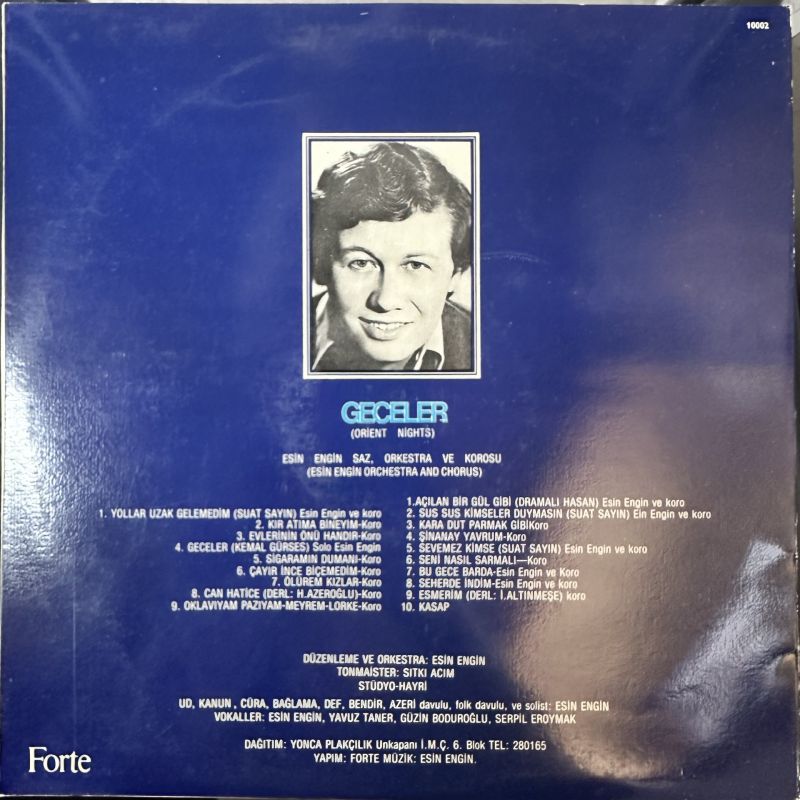 10002
GECELER
(ORIENT NIGHTS)
ESİN ENGİN SAZ, ORKESTRA VE KOROSU
(ESİN ENGİN ORCHESTRA AND CHORUS)
1. YOLLAR UZAK GELEMEDİM (SUAT SAYIN) Esin Engin ve koro
2. KIR ATIMA BİNEYİM-Koro
3. EVLERİNİN ÖNÜ HANDIR-Koro
4. GECELER (KEMAL GÜRSES) Solo Esin Engin
5. SİGARAMIN DUMANI-Koro
6. ÇAYIR İNCE BİÇEMEDİM-Koro
7. ÖLÜREM KIZLAR-Koro
8. CAN HATİCE (DERL: H.AZEROĞLU)-Koro
9. OKLAVIYAM PAZIYAM-MEYREM-LORKE-Koro
1.AÇILAN BİR GÜL GİBİ (DRAMALI HASAN) Esin Engin ve koro
2. SUS SUS KİMSELER DUYMASIN (SUAT SAYIN) Ein Engin ve koro
3. KARA DUT PARMAK GİBİKoro
4. ŞİNANAY YAVRUM-Koro
5. SEVEMEZ KİMSE (SUAT SAYIN) Esin Engin ve koro
6. SENİ NASIL SARMALI—Koro
7. BU GECE BARDA-Esin Engin ve Koro
8. SEHERDE İNDİM-Esin Engin ve Koro
9. ESMERİM (DERL: İ.ALTINMEŞE) koro
10. KASAP
DÜZENLEME VE ORKESTRA: ESİN ENGİN
TONMAISTER: SITKI ACIM
STÜDYO-HAYRİ
UD, KANUN, CÜRA, BAĞLAMA, DEF, BENDİR, AZERİ davulu, folk davulu, ve solist: ESİN ENGİN
VOKALLER: ESİN ENGİN, YAVUZ TANER, GÜZİN BODUROĞLU, SERPİL EROYMAK
DAĞITIM: YONCA PLAKÇILIK Unkapanı İ.M.Ç. 6. Blok TEL: 280165
YAPIM: FORTE MÜZİK: ESİN ENGİN.
Forte